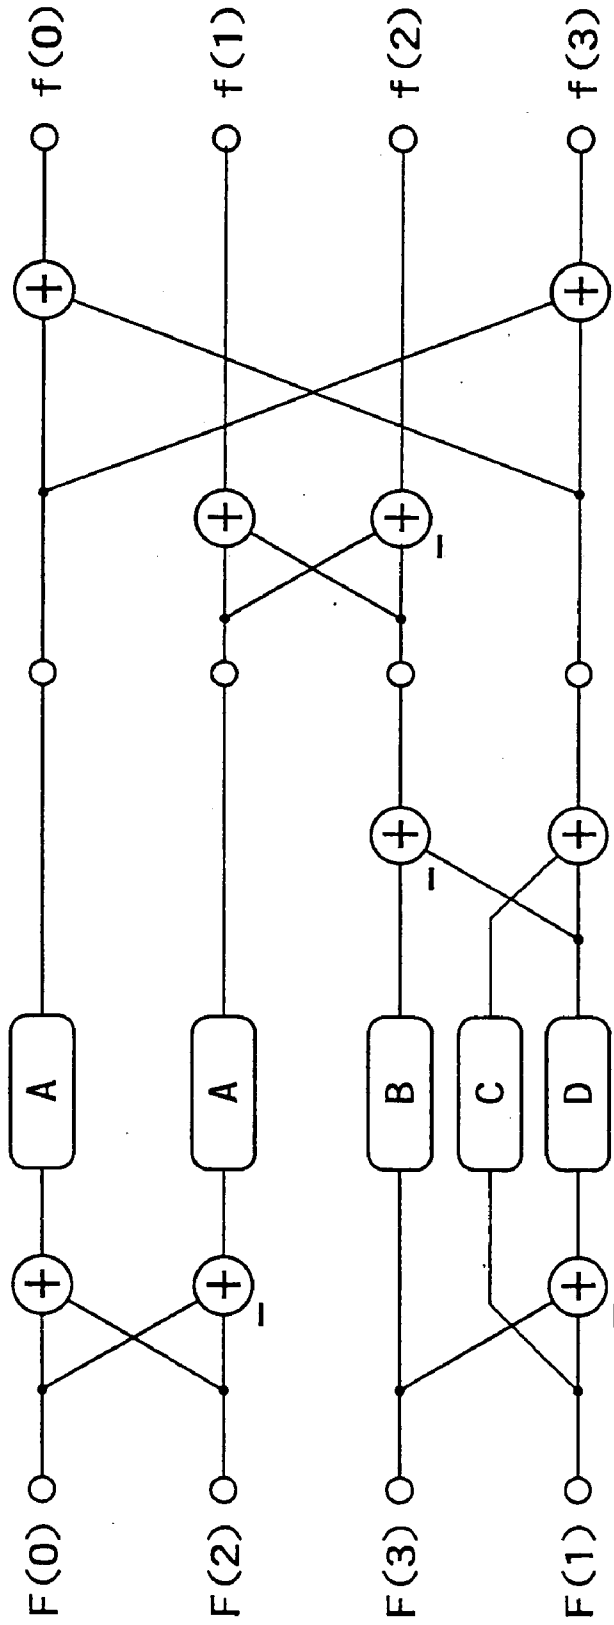 F(0) + A + f(0)
F(2) + − A + − f(1)
F(3) B + − + − f(2)
C
F(1) + − D + + f(3)